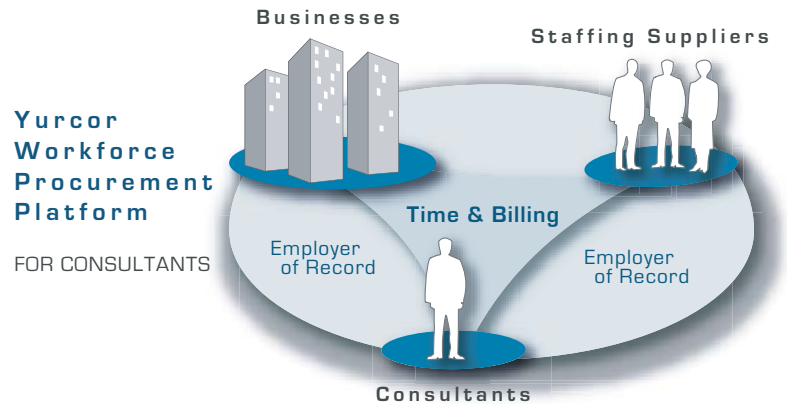 Businesses
Staffing Suppliers
Yurcor
Workforce
Procurement
Platform
FOR CONSULTANTS
Time & Billing
Employer
of Record
Employer
of Record
Consultants